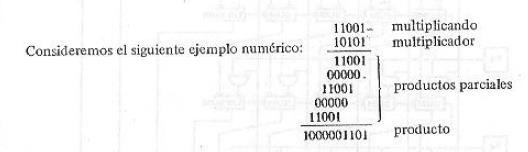 11001- multiplicando
Consideremos el siguiente ejemplo numérico: 10101 multiplicador
11001
00000.
11001 productos parciales
00000
11001
1000001101 producto